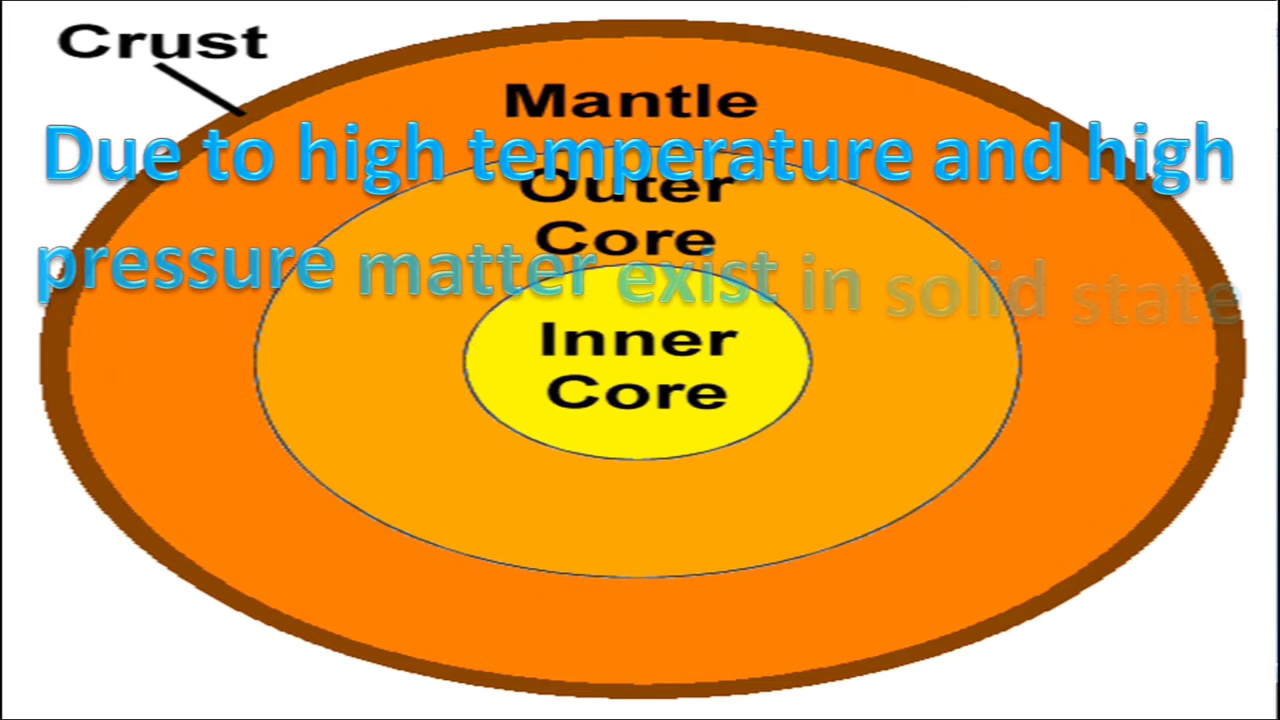 Crust
Mantle
Due to high temperature and high
Outer
Core
pressure matter exist in solid state
Inner
Core